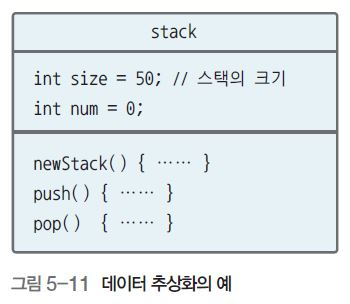 stack
int size = 50; // 스택의 크기
int num = 0;
newStack() { …… }
push() { …… }
pop() { …… }
그림 5-11 데이터 추상화의 예